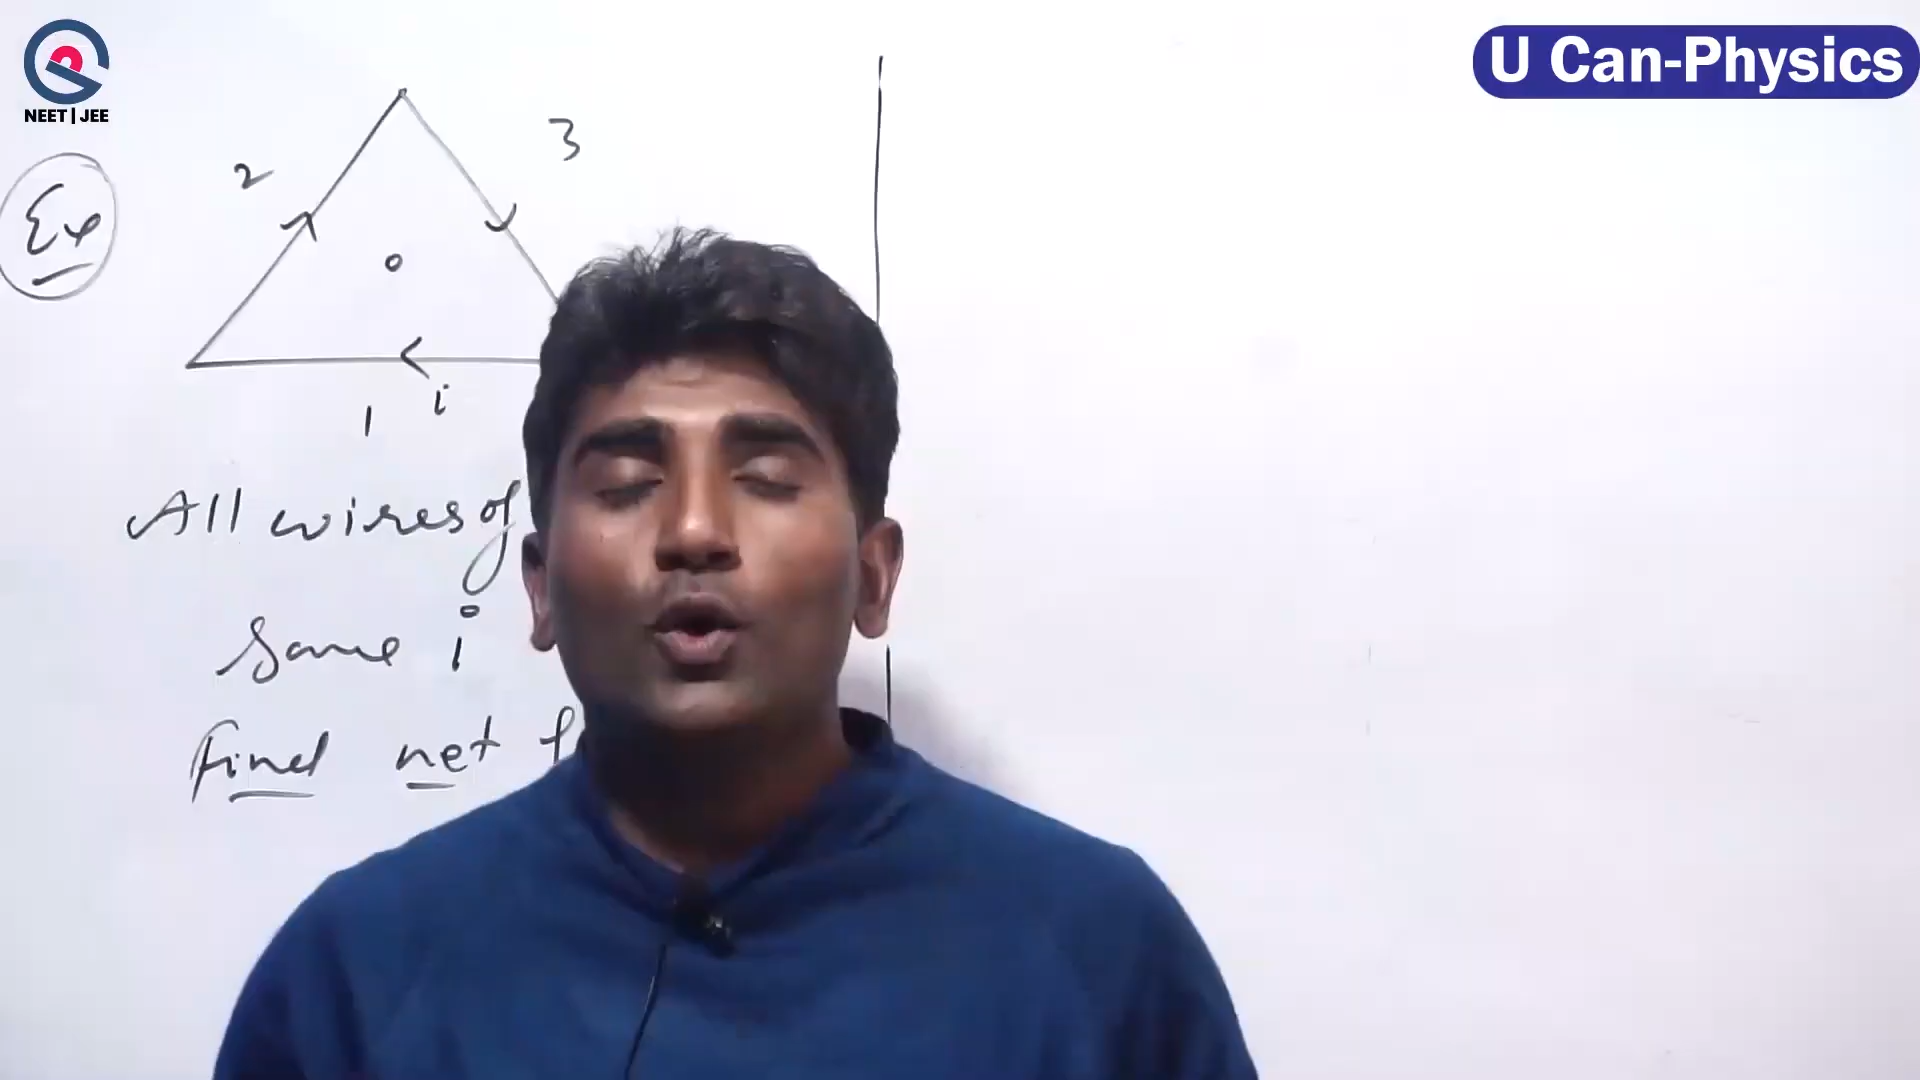 NEET | JEE
U Can-Physics
Ex
2
3
o
1 i
All wires of
same i
find net